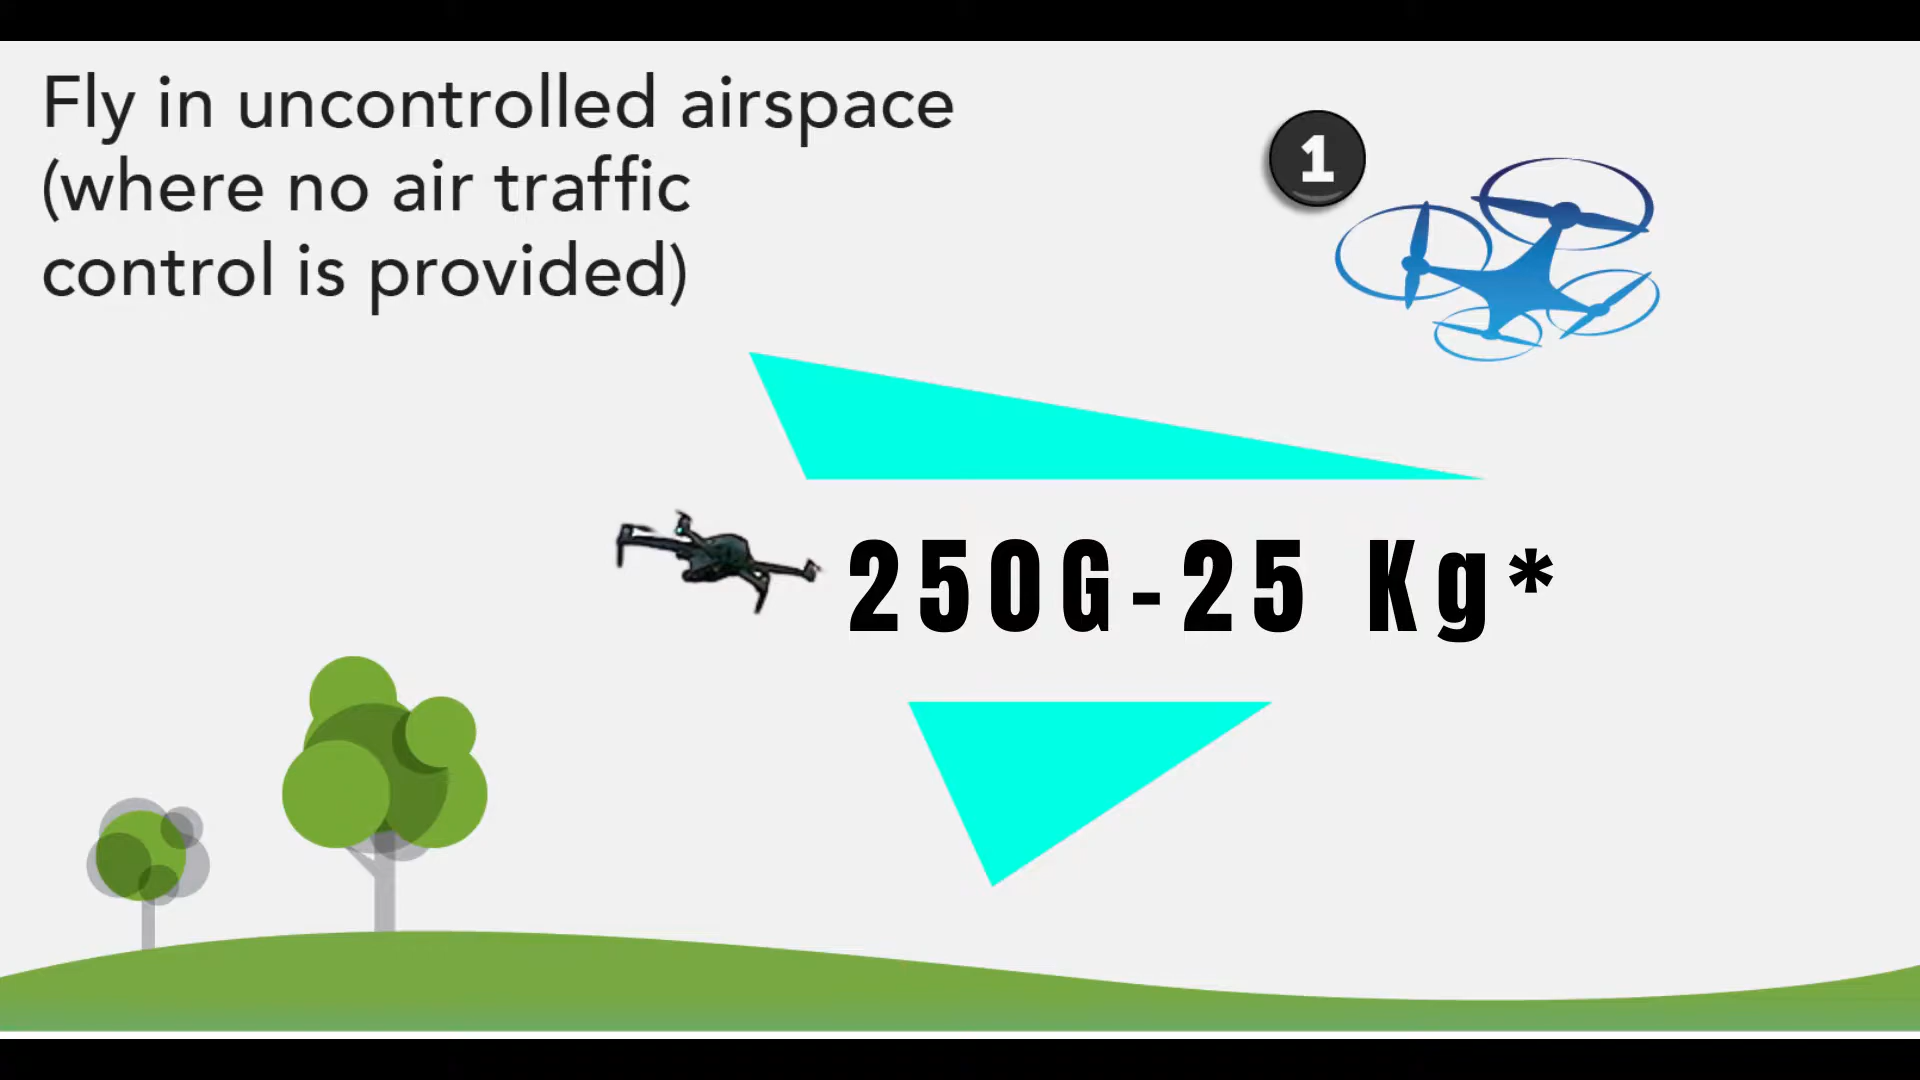 Fly in uncontrolled airspace
(where no air traffic
control is provided)
1
250G-25 Kg*